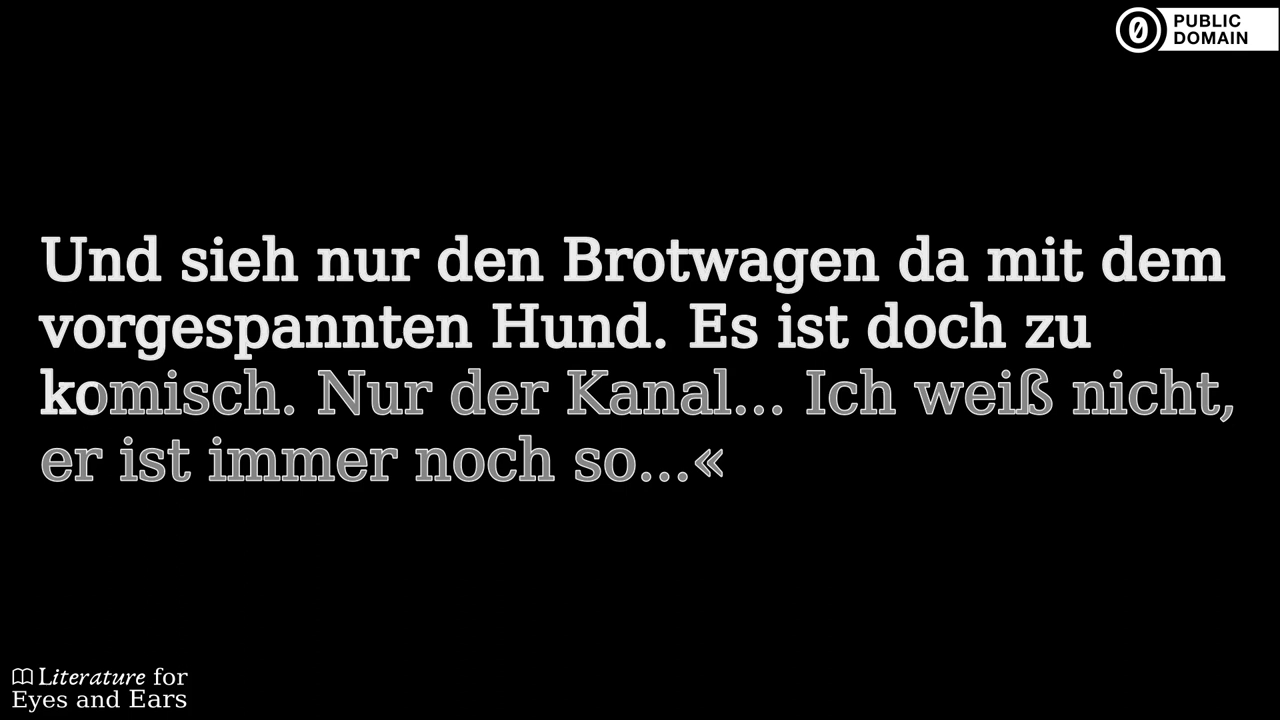 PUBLIC
DOMAIN
Und sieh nur den Brotwagen da mit dem
vorgespannten Hund. Es ist doch zu
komisch. Nur der Kanal... Ich weiß nicht,
er ist immer noch so...«
Literature for
Eyes and Ears